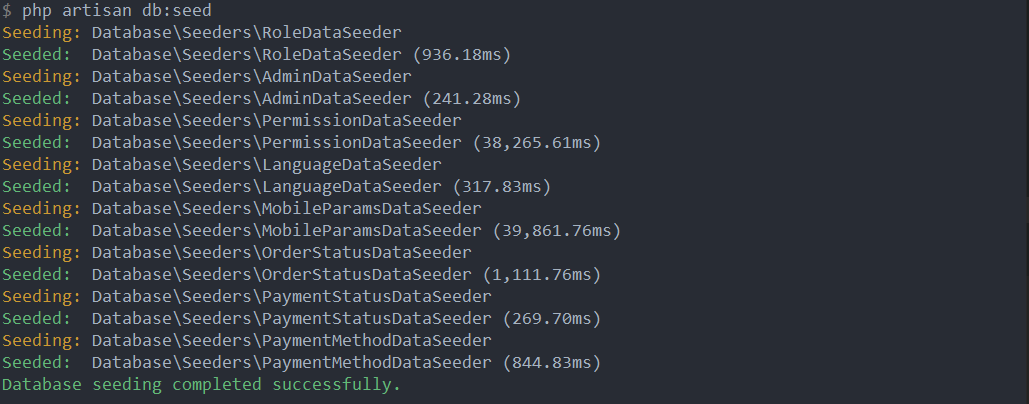 $ php artisan db:seed
Seeding: Database\Seeders\RoleDataSeeder
Seeded:  Database\Seeders\RoleDataSeeder (936.18ms)
Seeding: Database\Seeders\AdminDataSeeder
Seeded:  Database\Seeders\AdminDataSeeder (241.28ms)
Seeding: Database\Seeders\PermissionDataSeeder
Seeded:  Database\Seeders\PermissionDataSeeder (38,265.61ms)
Seeding: Database\Seeders\LanguageDataSeeder
Seeded:  Database\Seeders\LanguageDataSeeder (317.83ms)
Seeding: Database\Seeders\MobileParamsDataSeeder
Seeded:  Database\Seeders\MobileParamsDataSeeder (39,861.76ms)
Seeding: Database\Seeders\OrderStatusDataSeeder
Seeded:  Database\Seeders\OrderStatusDataSeeder (1,111.76ms)
Seeding: Database\Seeders\PaymentStatusDataSeeder
Seeded:  Database\Seeders\PaymentStatusDataSeeder (269.70ms)
Seeding: Database\Seeders\PaymentMethodDataSeeder
Seeded:  Database\Seeders\PaymentMethodDataSeeder (844.83ms)
Database seeding completed successfully.